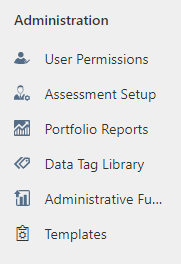 Administration
User Permissions
Assessment Setup
Portfolio Reports
Data Tag Library
Administrative Fu...
Templates